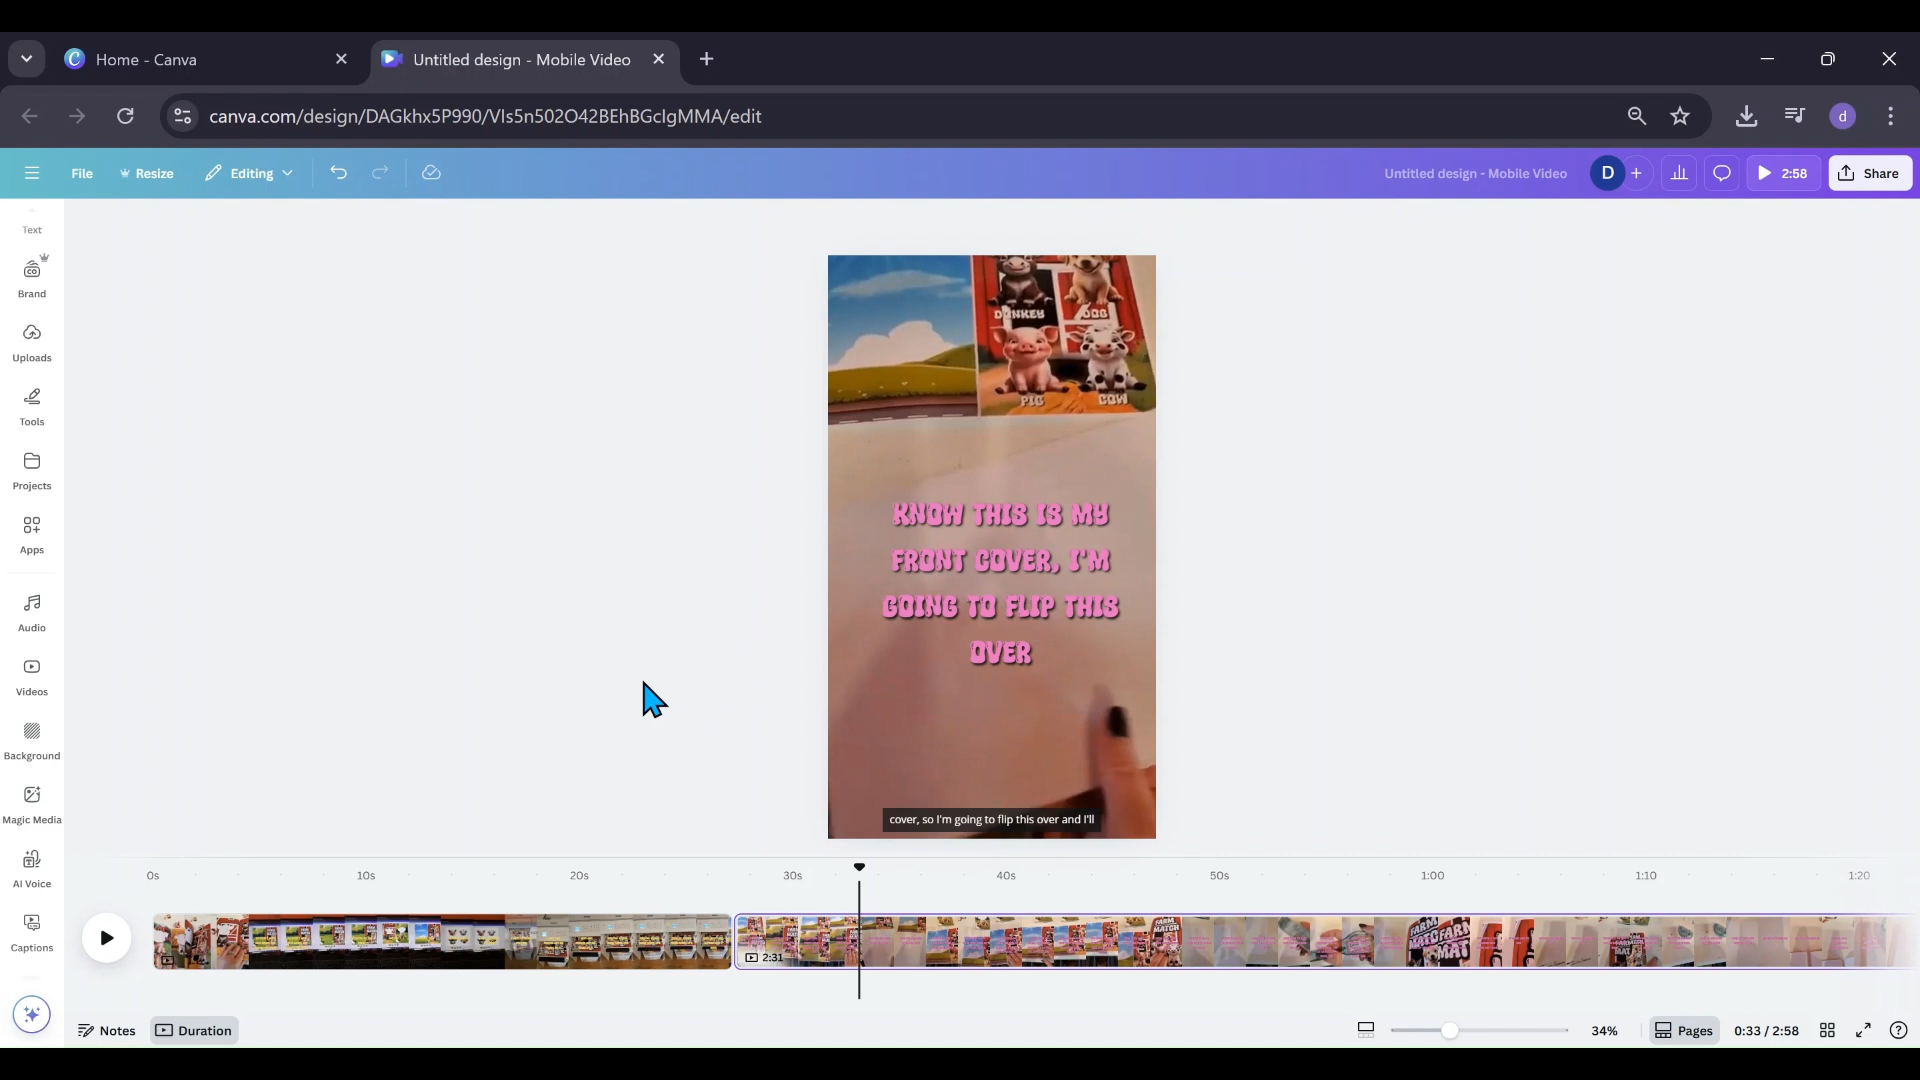 Home - Canva
Untitled design - Mobile Video
canva.com/design/DAGkhx5P990/VIs5n502O42BEhBGcIgMMA/edit
d
File
Resize
Editing
Untitled design - Mobile Video
D
2:58
Share
Text
Brand
Uploads
Tools
Projects
Apps
Audio
Videos
Background
Magic Media
AI Voice
Captions
DONKEY
DOG
PIG
COW
KNOW THIS IS MY
FRONT COVER, I'M
GOING TO FLIP THIS
OVER
cover, so I'm going to flip this over and I'll
0s
10s
20s
30s
40s
50s
1:00
1:10
1:20
2:31
FARM
MATCH
Notes
Duration
34%
Pages
0:33 / 2:58